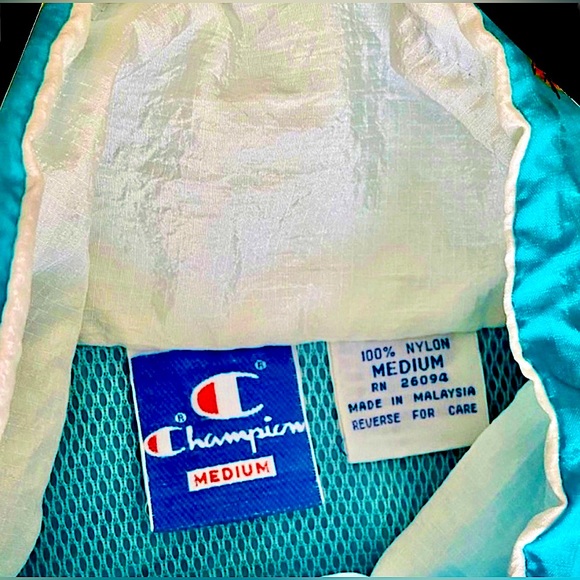 Champion
MEDIUM
100% NYLON
MEDIUM
RN 26094
MADE IN MALAYSIA
REVERSE FOR CARE